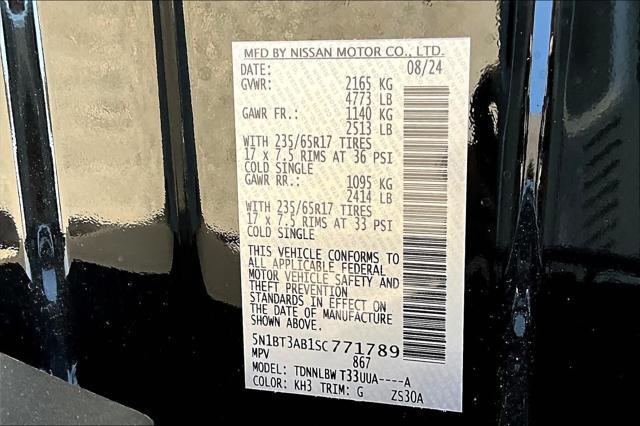 MFD BY NISSAN MOTOR CO., LTD.
DATE: 08/24
GVWR: 2165 KG
4773 LB
GAWR FR.: 1140 KG
2513 LB
WITH 235/65R17 TIRES
17 x 7.5 RIMS AT 36 PSI
COLD SINGLE
GAWR RR.: 1095 KG
2414 LB
WITH 235/65R17 TIRES
17 x 7.5 RIMS AT 33 PSI
COLD SINGLE
THIS VEHICLE CONFORMS TO
ALL APPLICABLE FEDERAL
MOTOR VEHICLE SAFETY AND
THEFT PREVENTION
STANDARDS IN EFFECT ON
THE DATE OF MANUFACTURE
SHOWN ABOVE.
5N1BT3AB1SC771789
MPV 867
MODEL: TDNNLBW T33UUA----A
COLOR: KH3 TRIM: G ZS30A